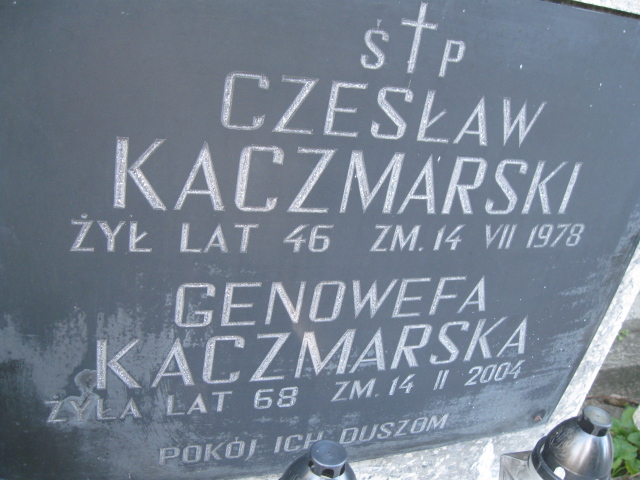 Ś P
CZESŁAW
KACZMARSKI
ŻYŁ LAT 46 ZM. 14 VII 1978
GENOWEFA
KACZMARSKA
ŻYŁA LAT 68 ZM. 14 II 2004
POKÓJ ICH DUSZOM